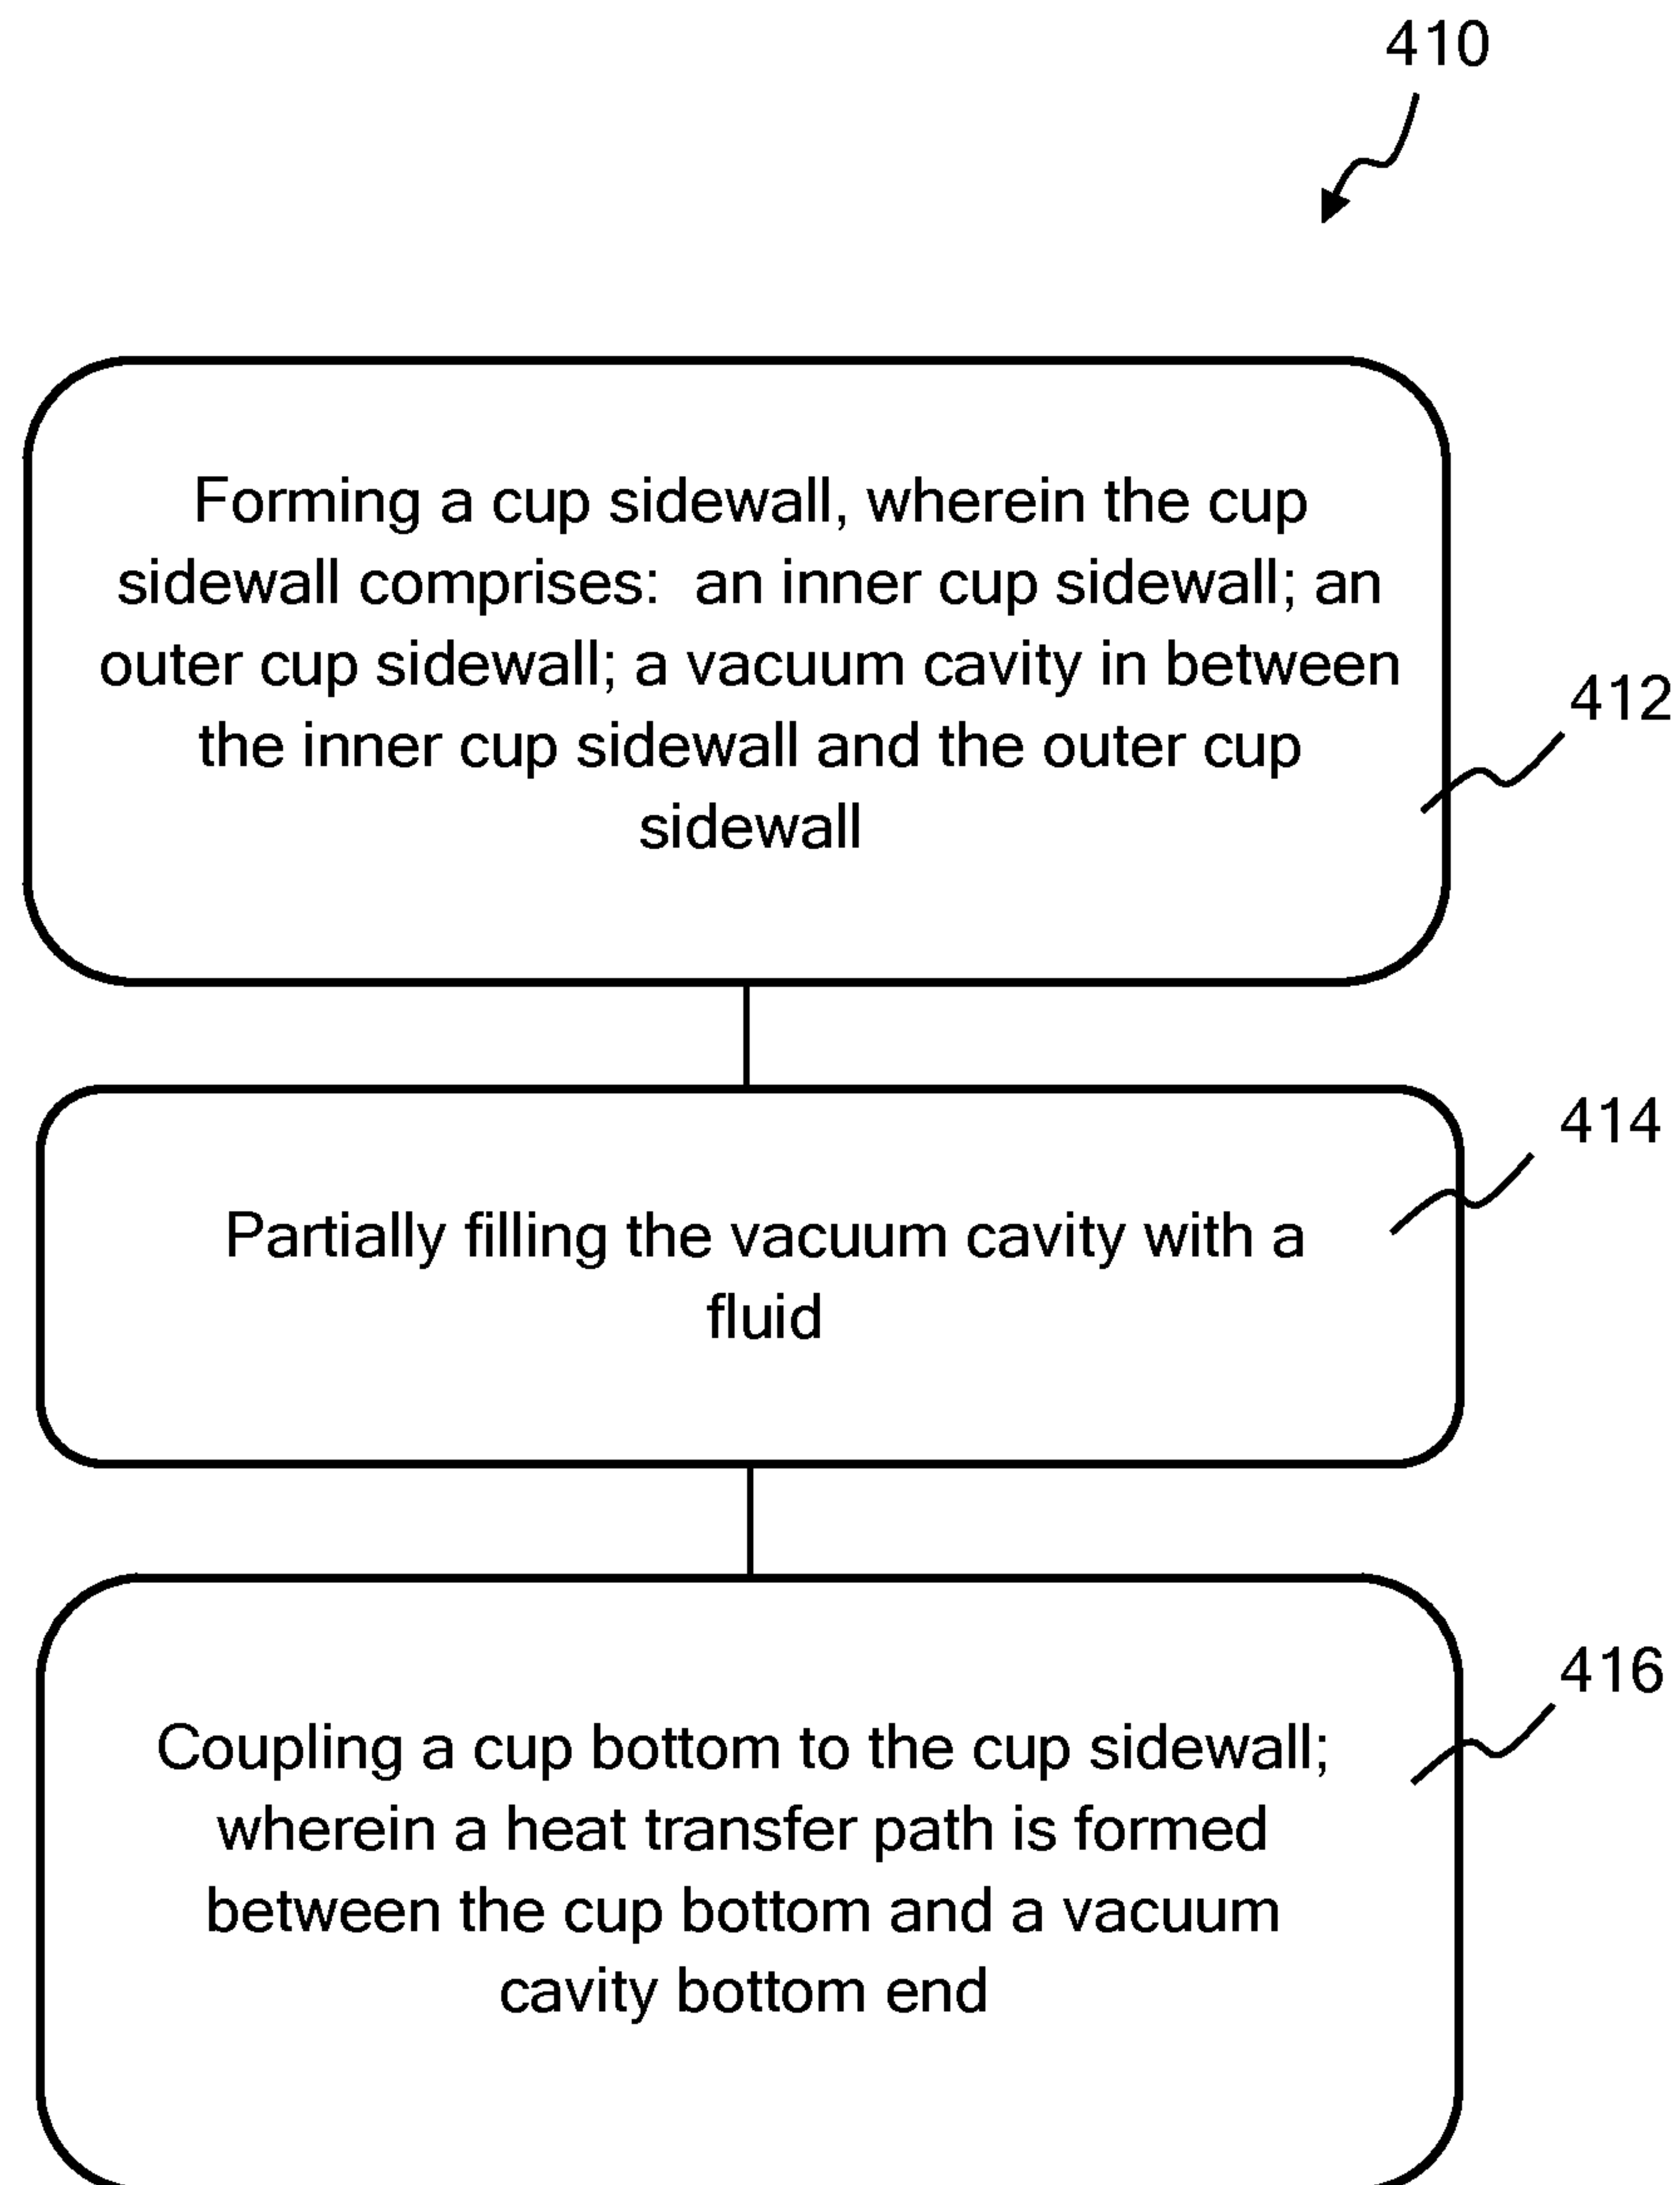 410
Forming a cup sidewall, wherein the cup
sidewall comprises:  an inner cup sidewall; an
outer cup sidewall; a vacuum cavity in between
the inner cup sidewall and the outer cup
sidewall
412
Partially filling the vacuum cavity with a
fluid
414
Coupling a cup bottom to the cup sidewall;
wherein a heat transfer path is formed
between the cup bottom and a vacuum
cavity bottom end
416